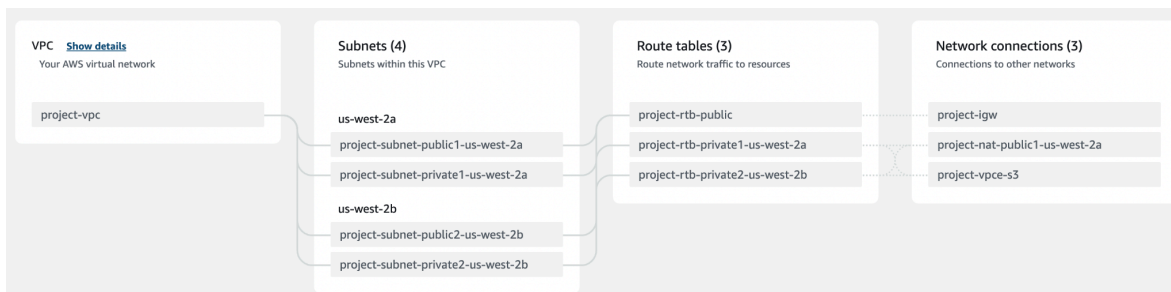 VPC Show details
Your AWS virtual network
project-vpc
Subnets (4)
Subnets within this VPC
us-west-2a
project-subnet-public1-us-west-2a
project-subnet-private1-us-west-2a
us-west-2b
project-subnet-public2-us-west-2b
project-subnet-private2-us-west-2b
Route tables (3)
Route network traffic to resources
project-rtb-public
project-rtb-private1-us-west-2a
project-rtb-private2-us-west-2b
Network connections (3)
Connections to other networks
project-igw
project-nat-public1-us-west-2a
project-vpce-s3